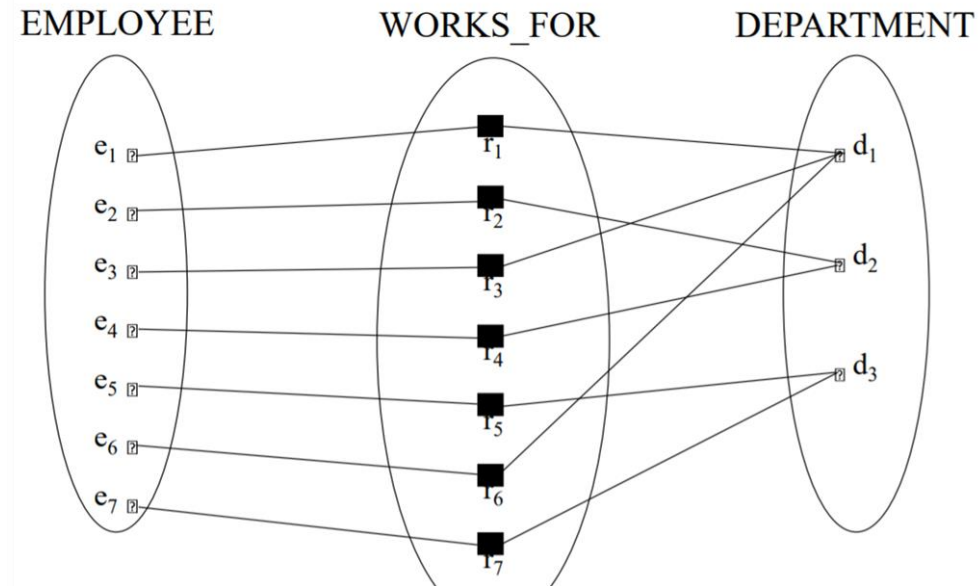 EMPLOYEE WORKS_FOR DEPARTMENT
e1 r1 d1
e2 r2 d2
e3 r3 d3
e4 r4
e5 r5
e6 r6
e7 r7